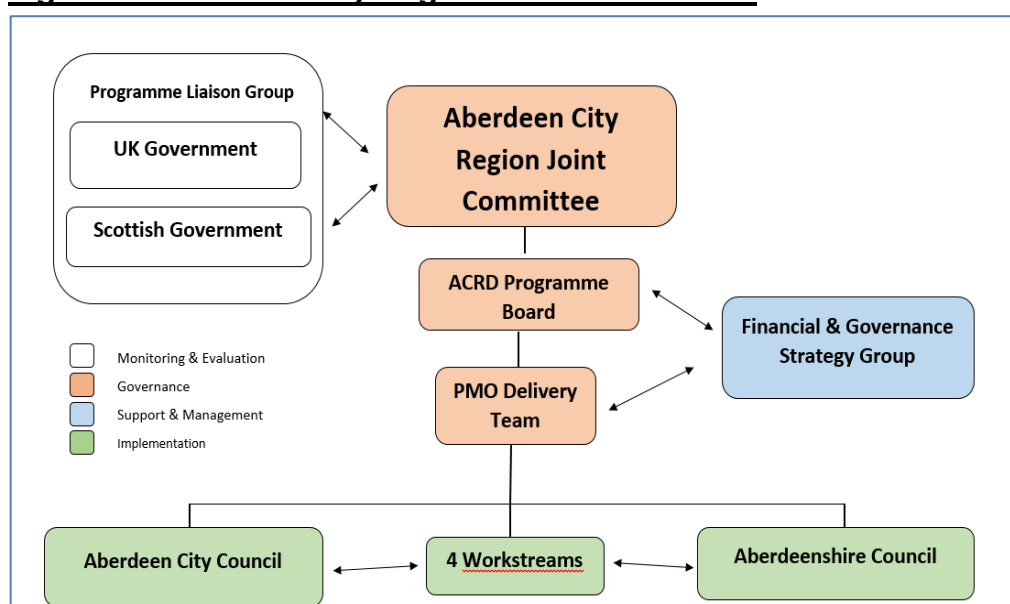 Programme Liaison Group
UK Government
Scottish Government
Aberdeen City
Region Joint
Committee
ACRD Programme
Board
Financial & Governance
Strategy Group
PMO Delivery
Team
Monitoring & Evaluation
Governance
Support & Management
Implementation
Aberdeen City Council
4 Workstreams
Aberdeenshire Council